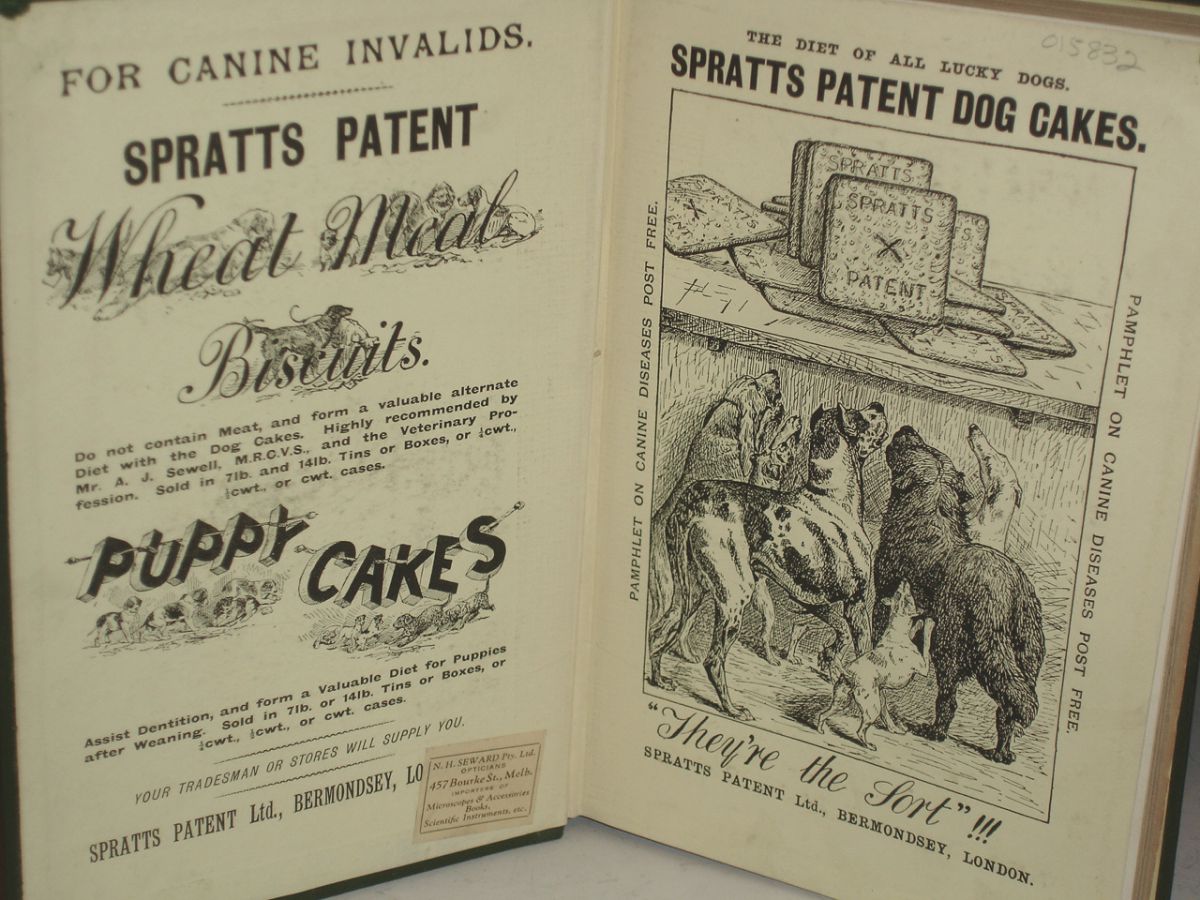 FOR CANINE INVALIDS.
SPRATTS PATENT
Wheat Meal
Biscuits.
Do not contain Meat, and form a valuable alternate
Diet with the Dog Cakes. Highly recommended by
Mr. A. J. Sewell, M.R.C.V.S., and the Veterinary Pro-
fession. Sold in 7lb. and 14lb. Tins or Boxes, or ¼cwt.,
½cwt., or cwt. cases.
PUPPY CAKES
Assist Dentition, and form a Valuable Diet for Puppies
after Weaning. Sold in 7lb. or 14lb. Tins or Boxes, or
¼cwt., ½cwt., or cwt. cases.
YOUR TRADESMAN OR STORES WILL SUPPLY YOU.
SPRATTS PATENT Ltd., BERMONDSEY, LO
N. H. SEWARD Pty. Ltd.
OPTICIANS
457 Bourke St., Melb.
IMPORTERS OF
Microscopes & Accessories
Books,
Scientific Instruments, etc.
015832
THE DIET OF ALL LUCKY DOGS.
SPRATTS PATENT DOG CAKES.
PAMPHLET ON CANINE DISEASES POST FREE.
SPRATTS
SPRATTS
X
PATENT
PAMPHLET ON CANINE DISEASES POST FREE.
"They're the Sort"!!!
SPRATTS PATENT Ltd., BERMONDSEY, LONDON.